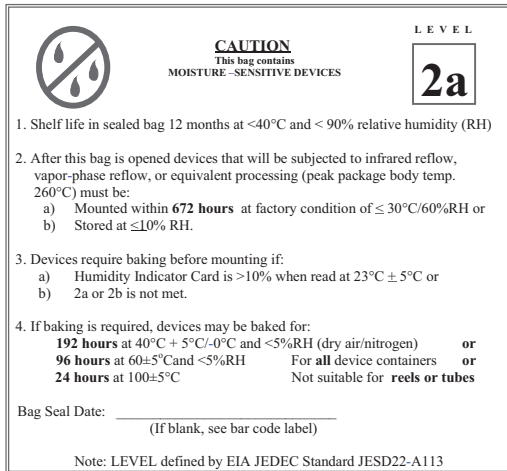 LEVEL
CAUTION
This bag contains
MOISTURE –SENSITIVE DEVICES
2a
1. Shelf life in sealed bag 12 months at <40°C and < 90% relative humidity (RH)
2. After this bag is opened devices that will be subjected to infrared reflow,
vapor-phase reflow, or equivalent processing (peak package body temp.
260°C) must be:
a) Mounted within 672 hours at factory condition of ≤ 30°C/60%RH or
b) Stored at ≤10% RH.
3. Devices require baking before mounting if:
a) Humidity Indicator Card is >10% when read at 23°C ± 5°C or
b) 2a or 2b is not met.
4. If baking is required, devices may be baked for:
192 hours at 40°C + 5°C/-0°C and <5%RH (dry air/nitrogen) or
96 hours at 60±5°Cand <5%RH For all device containers or
24 hours at 100±5°C Not suitable for reels or tubes
Bag Seal Date: ______________________________
(If blank, see bar code label)
Note: LEVEL defined by EIA JEDEC Standard JESD22-A113